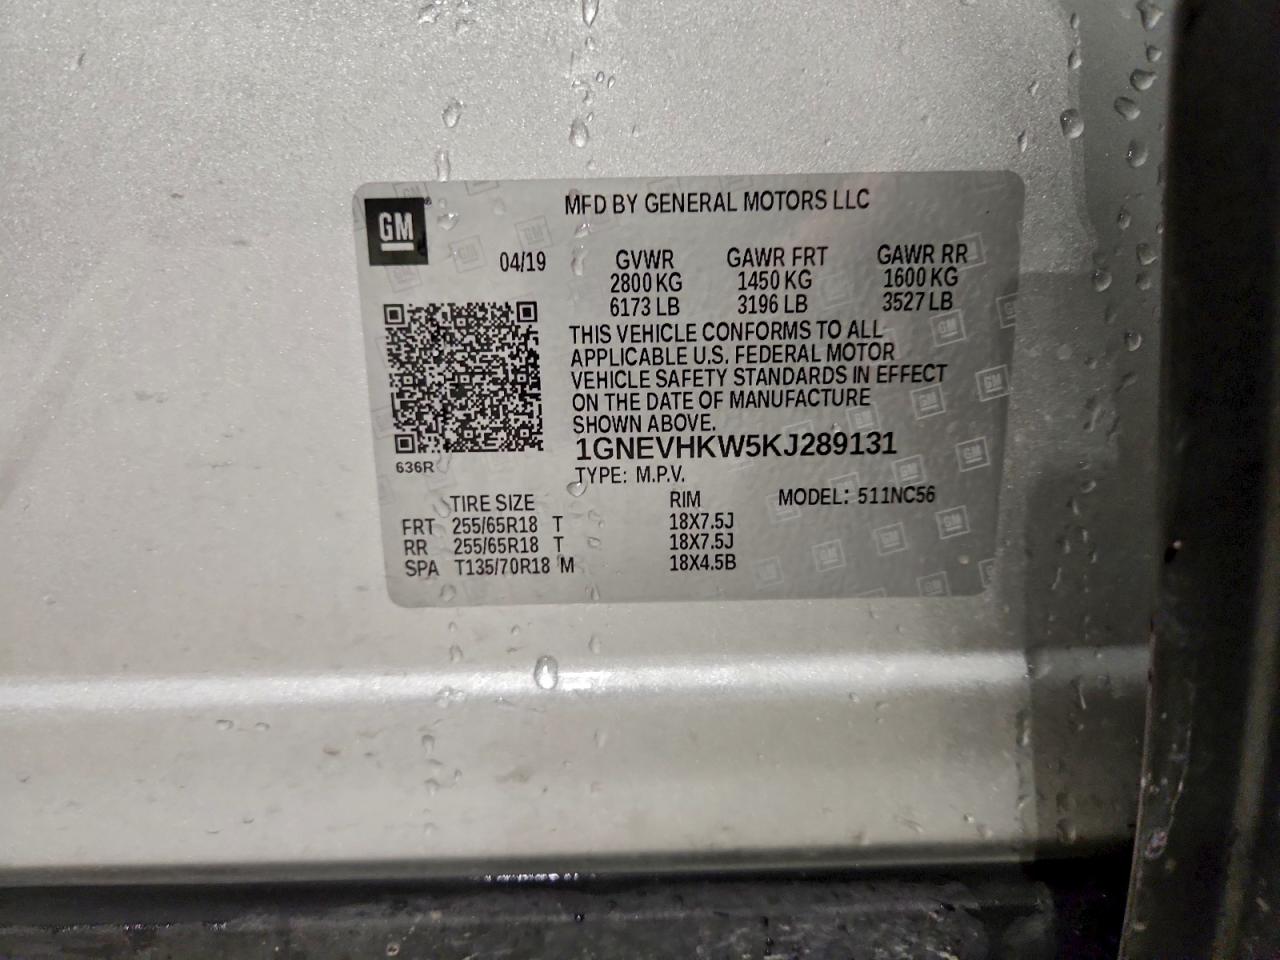 GM
MFD BY GENERAL MOTORS LLC
04/19
GVWR GAWR FRT GAWR RR
2800 KG 1450 KG 1600 KG
6173 LB 3196 LB 3527 LB
THIS VEHICLE CONFORMS TO ALL
APPLICABLE U.S. FEDERAL MOTOR
VEHICLE SAFETY STANDARDS IN EFFECT
ON THE DATE OF MANUFACTURE
SHOWN ABOVE.
1GNEVHKW5KJ289131
636R
TYPE: M.P.V.
TIRE SIZE RIM MODEL: 511NC56
FRT 255/65R18 T 18X7.5J
RR 255/65R18 T 18X7.5J
SPA T135/70R18 M 18X4.5B